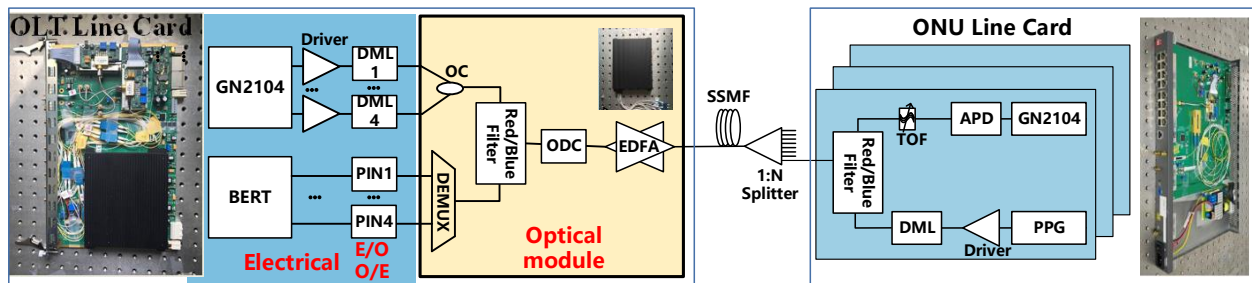 OLT Line Card
GN2104
Driver
...
DML
1
...
DML
4
OC
BERT
...
PIN1
...
PIN4
DEMUX
Red/Blue
Filter
ODC
EDFA
Electrical
E/O
O/E
Optical
module
SSMF
1:N
Splitter
ONU Line Card
Red/Blue
Filter
TOF
APD
GN2104
DML
Driver
PPG